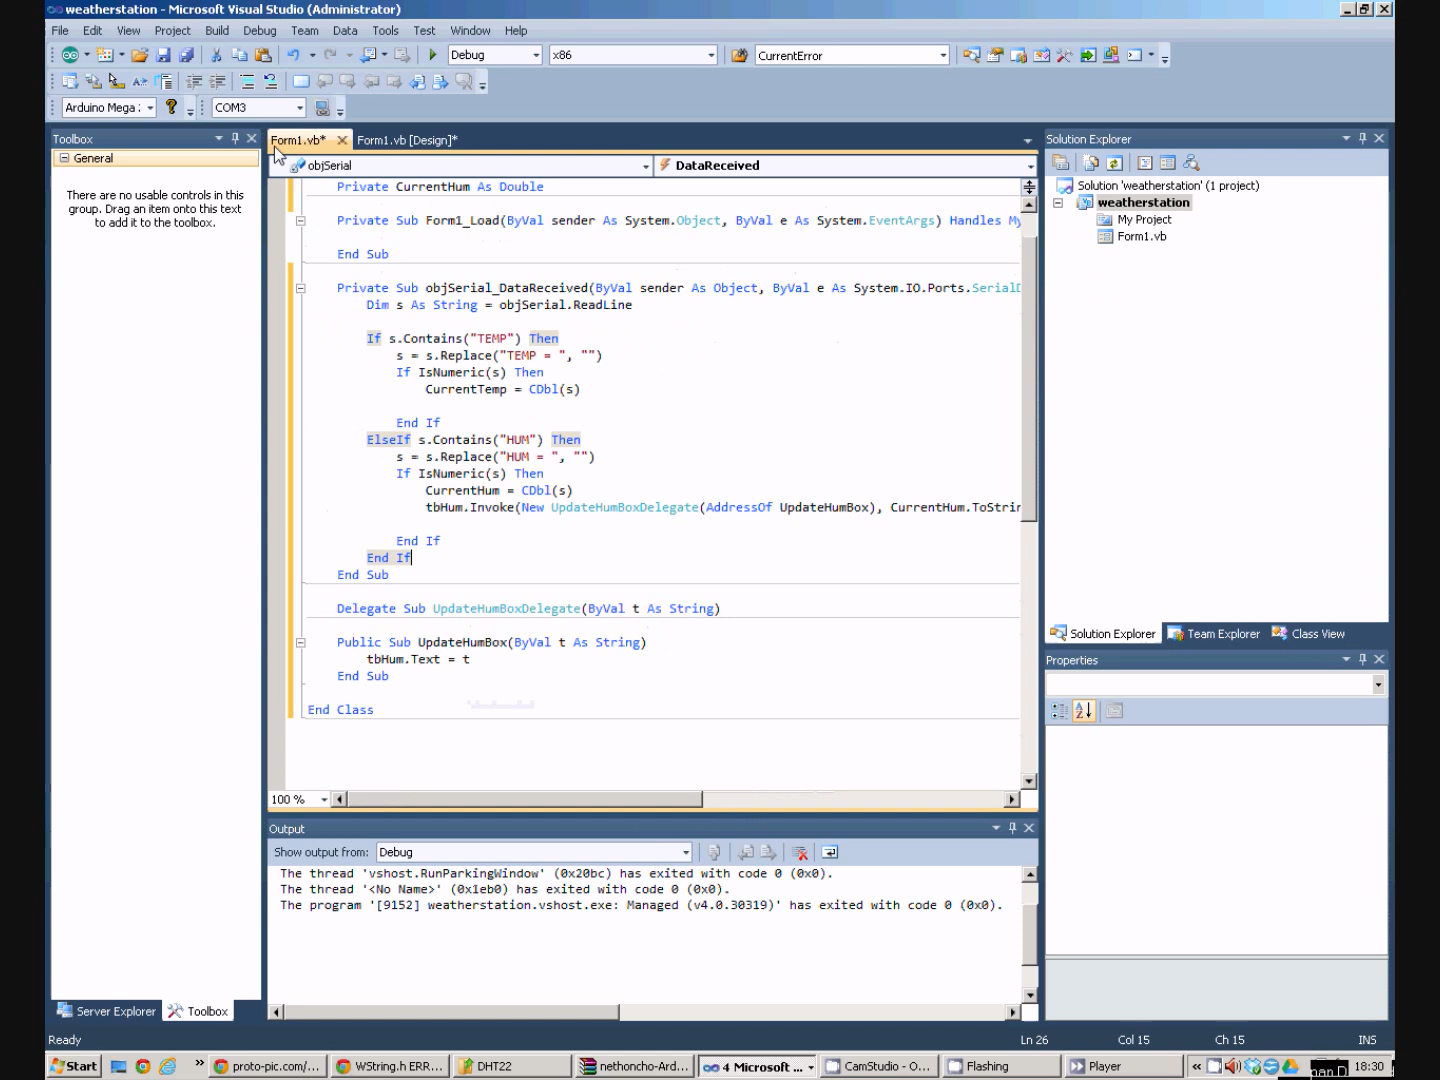 weatherstation - Microsoft Visual Studio (Administrator)
File Edit View Project Build Debug Team Data Tools Test Window Help
Debug x86 CurrentError
Arduino Mega : COM3
Toolbox
General
There are no usable controls in this
group. Drag an item onto this text
to add it to the toolbox.
Server Explorer Toolbox
Form1.vb* Form1.vb [Design]*
objSerial DataReceived
Private CurrentHum As Double
Private Sub Form1_Load(ByVal sender As System.Object, ByVal e As System.EventArgs) Handles My
End Sub
Private Sub objSerial_DataReceived(ByVal sender As Object, ByVal e As System.IO.Ports.SerialD
Dim s As String = objSerial.ReadLine
If s.Contains("TEMP") Then
s = s.Replace("TEMP = ", "")
If IsNumeric(s) Then
CurrentTemp = CDbl(s)
End If
ElseIf s.Contains("HUM") Then
s = s.Replace("HUM = ", "")
If IsNumeric(s) Then
CurrentHum = CDbl(s)
tbHum.Invoke(New UpdateHumBoxDelegate(AddressOf UpdateHumBox), CurrentHum.ToStrin
End If
End If
End Sub
Delegate Sub UpdateHumBoxDelegate(ByVal t As String)
Public Sub UpdateHumBox(ByVal t As String)
tbHum.Text = t
End Sub
End Class
100 %
Output
Show output from: Debug
The thread 'vshost.RunParkingWindow' (0x20bc) has exited with code 0 (0x0).
The thread '<No Name>' (0x1eb0) has exited with code 0 (0x0).
The program '[9152] weatherstation.vshost.exe: Managed (v4.0.30319)' has exited with code 0 (0x0).
Solution Explorer
Solution 'weatherstation' (1 project)
weatherstation
My Project
Form1.vb
Solution Explorer Team Explorer Class View
Properties
Ready Ln 26 Col 15 Ch 15 INS
Start proto-pic.com/... WString.h ERR... DHT22 nethoncho-Ard... 4 Microsoft ... CamStudio - O... Flashing Player 18:30